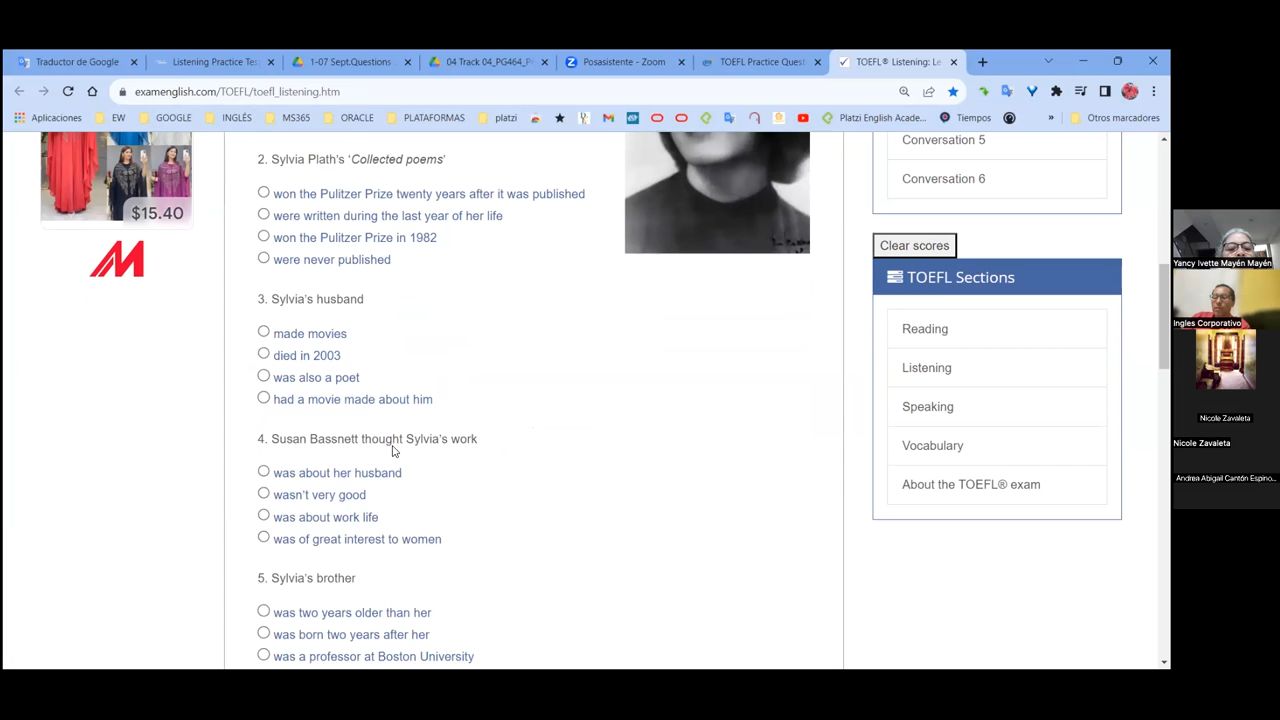 Traductor de Google
Listening Practice Tes
1-07 Sept.Questions
04 Track 04_PG464_P
Posasistente - Zoom
TOEFL Practice Quest
TOEFL® Listening: Le
examenglish.com/TOEFL/toefl_listening.htm
Aplicaciones
EW
GOOGLE
INGLÉS
MS365
ORACLE
PLATAFORMAS
platzi
Platzi English Acade...
Tiempos
»
Otros marcadores
$15.40
2. Sylvia Plath's 'Collected poems'
won the Pulitzer Prize twenty years after it was published
were written during the last year of her life
won the Pulitzer Prize in 1982
were never published
3. Sylvia's husband
made movies
died in 2003
was also a poet
had a movie made about him
4. Susan Bassnett thought Sylvia's work
was about her husband
wasn't very good
was about work life
was of great interest to women
5. Sylvia's brother
was two years older than her
was born two years after her
was a professor at Boston University
Conversation 5
Conversation 6
Clear scores
TOEFL Sections
Reading
Listening
Speaking
Vocabulary
About the TOEFL® exam
Yancy Ivette Mayén Mayén
Ingles Corporativo
Nicole Zavaleta
Nicole Zavaleta
Andrea Abigail Cantón Espino...